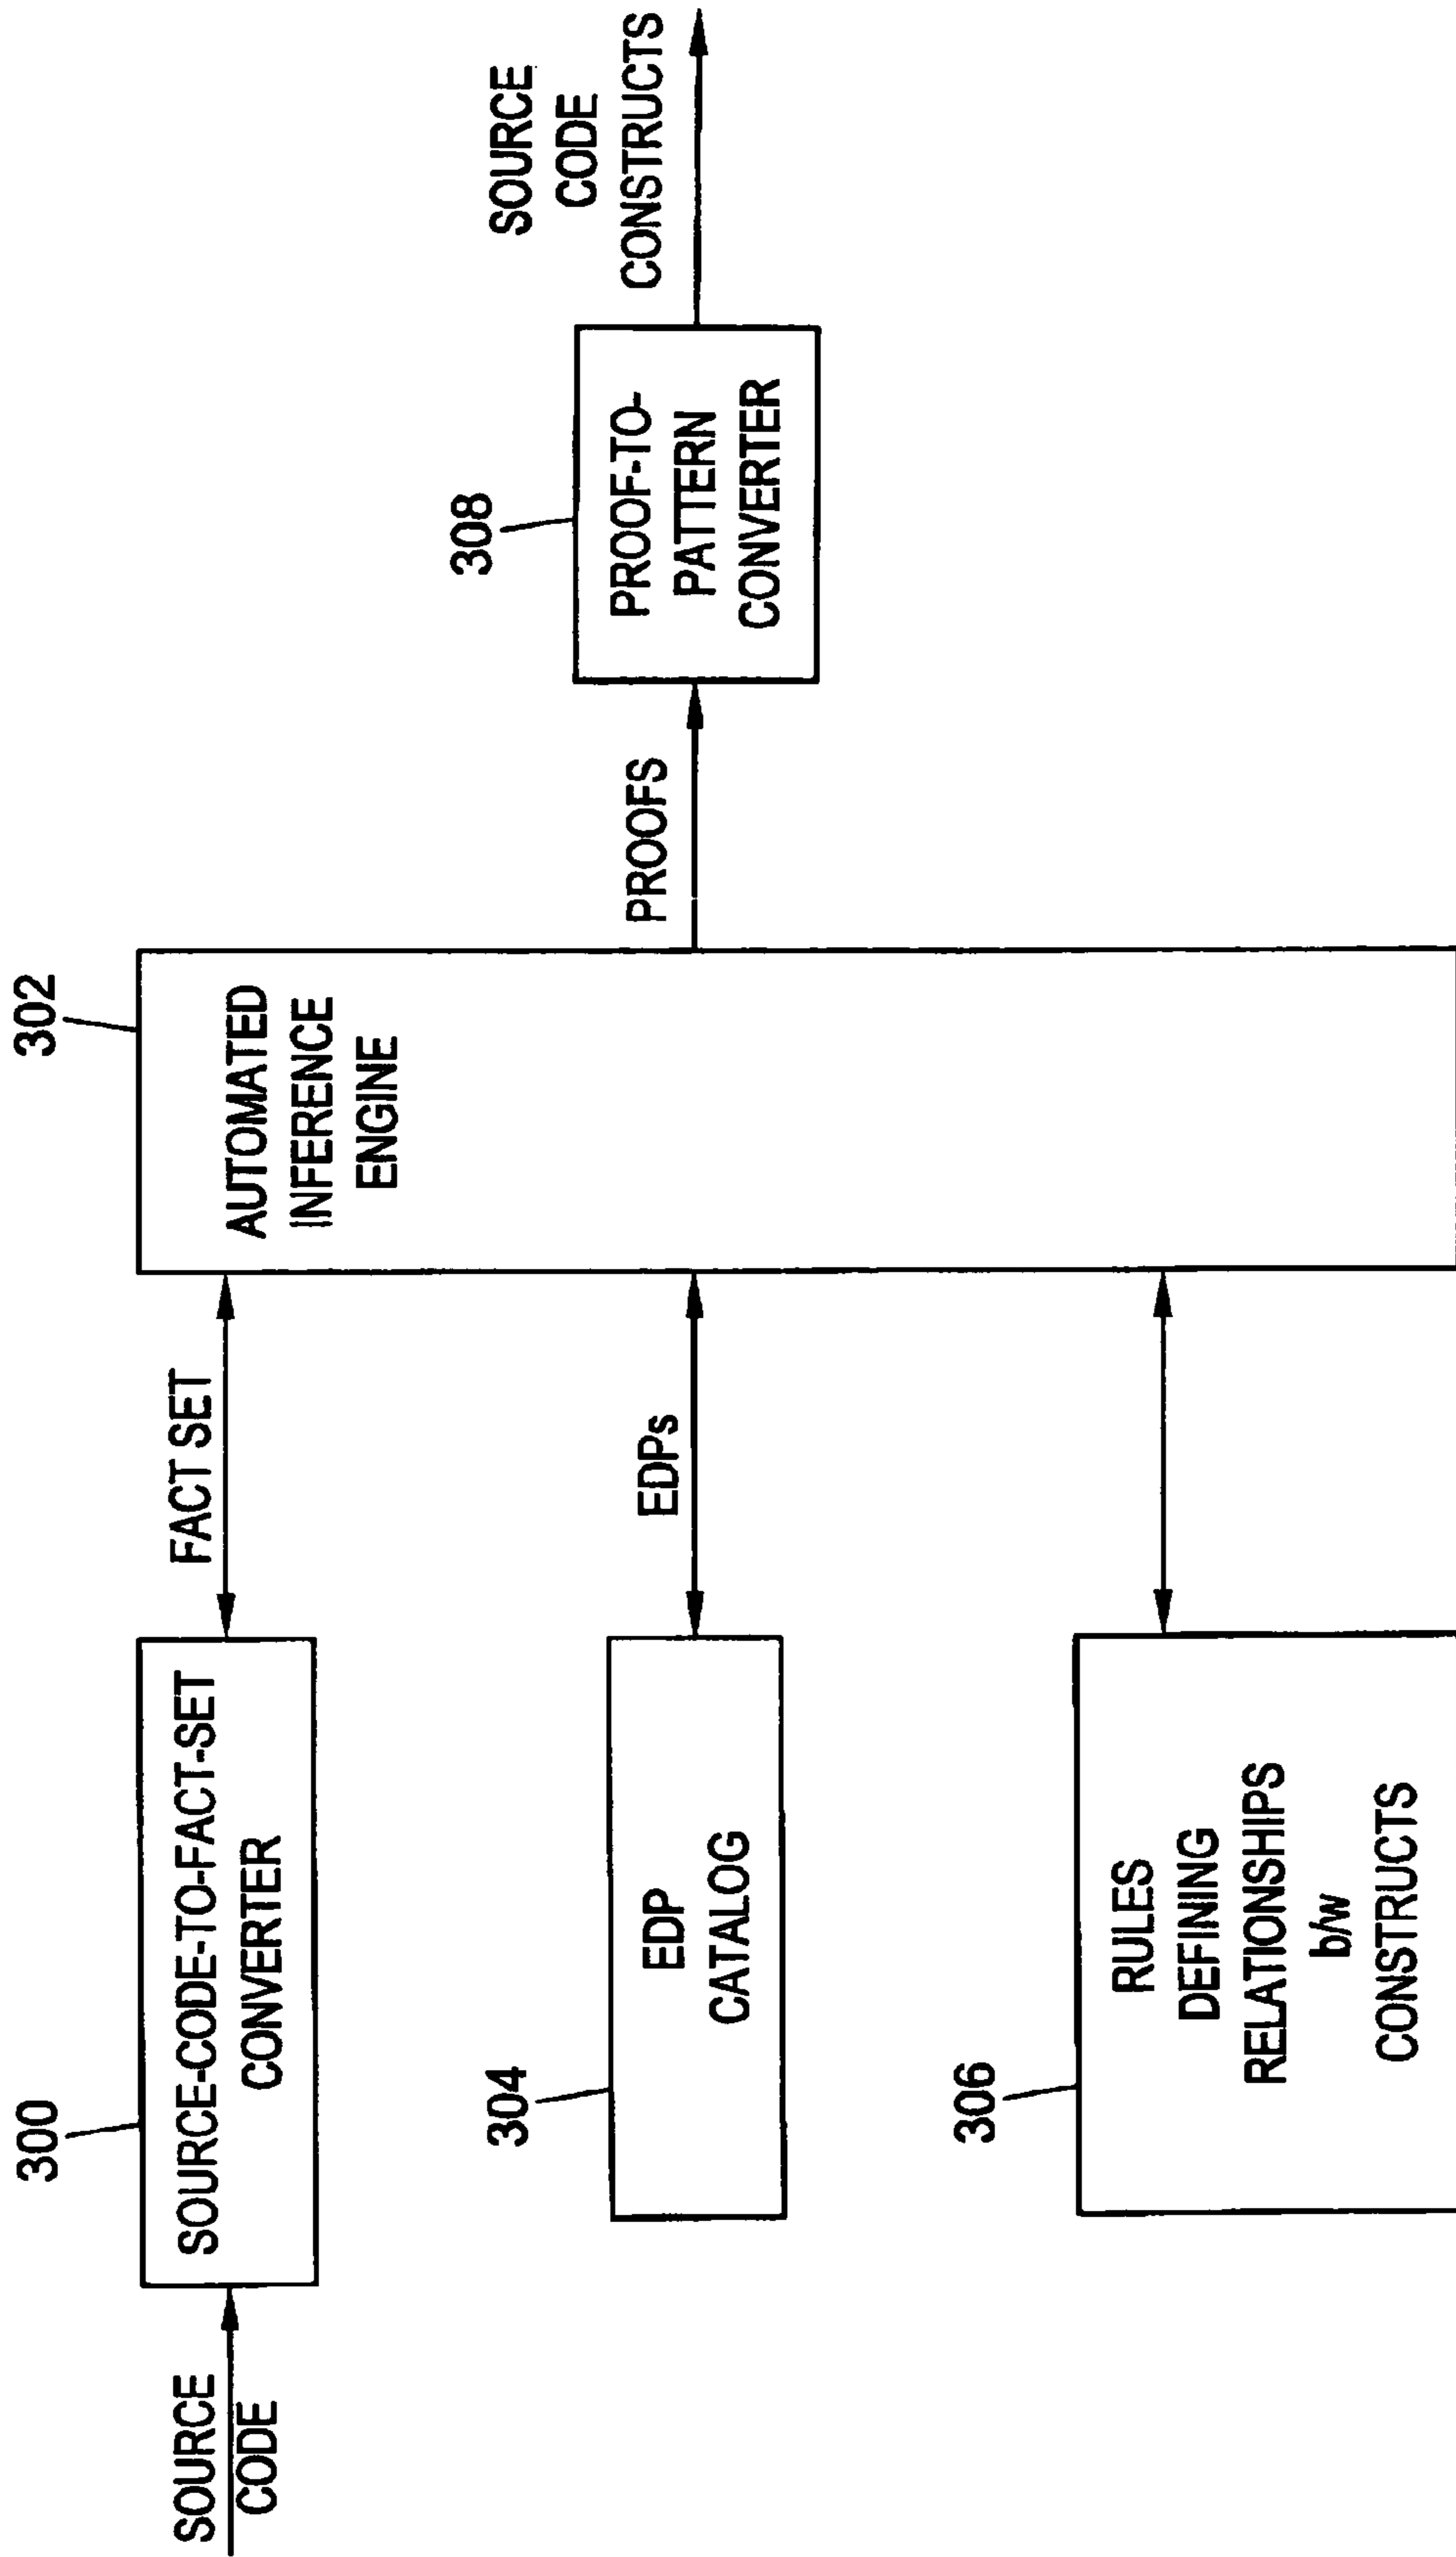 SOURCE
CODE
300
SOURCE-CODE-TO-FACT-SET
CONVERTER
FACT SET
302
AUTOMATED
INFERENCE
ENGINE
304
EDP
CATALOG
EDPs
306
RULES
DEFINING
RELATIONSHIPS
b/w
CONSTRUCTS
PROOFS
308
PROOF-TO-
PATTERN
CONVERTER
SOURCE
CODE
CONSTRUCTS